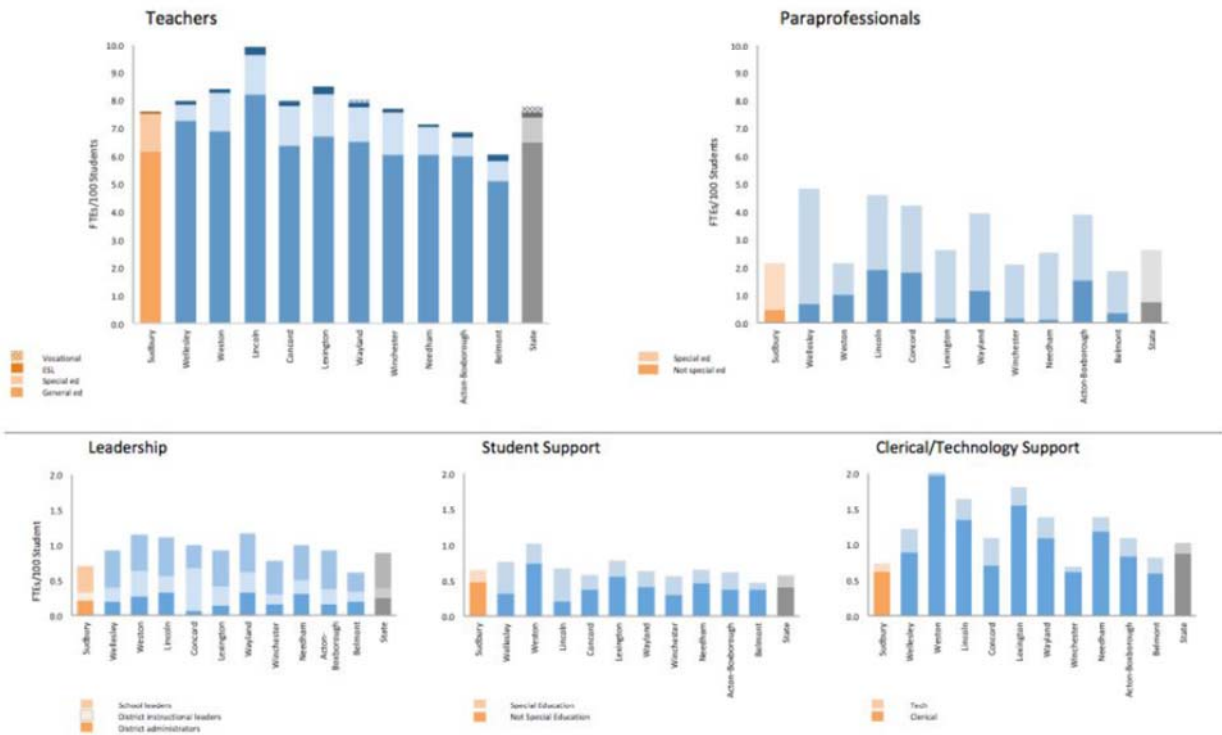 Teachers
10.0
9.0
8.0
7.0
6.0
5.0
4.0
3.0
2.0
1.0
0.0
FTEs/100 Students
Sudbury
Wellesley
Weston
Lincoln
Concord
Lexington
Wayland
Winchester
Needham
Acton-Boxborough
Belmont
State
Vocational
ESL
Special ed
General ed
Paraprofessionals
10.0
9.0
8.0
7.0
6.0
5.0
4.0
3.0
2.0
1.0
0.0
FTEs/100 Students
Sudbury
Wellesley
Weston
Lincoln
Concord
Lexington
Wayland
Winchester
Needham
Acton-Boxborough
Belmont
State
Special ed
Not special ed
Leadership
2.0
1.5
1.0
0.5
0.0
FTEs/100 Student
Sudbury
Wellesley
Weston
Lincoln
Concord
Lexington
Wayland
Winchester
Needham
Acton-
Boxborough
Belmont
State
School leaders
District instructional leaders
District administrators
Student Support
2.0
1.5
1.0
0.5
0.0
Sudbury
Wellesley
Weston
Lincoln
Concord
Lexington
Wayland
Winchester
Needham
Acton-Boxborough
Belmont
State
Special Education
Not Special Education
Clerical/Technology Support
2.0
1.5
1.0
0.5
0.0
Sudbury
Wellesley
Weston
Lincoln
Concord
Lexington
Wayland
Winchester
Needham
Acton-Boxborough
Belmont
State
Tech
Clerical